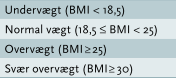 Undervægt (BMI < 18,5)
Normal vægt (18,5 ≤ BMI < 25)
Overvægt (BMI ≥ 25)
Svær overvægt (BMI ≥ 30)